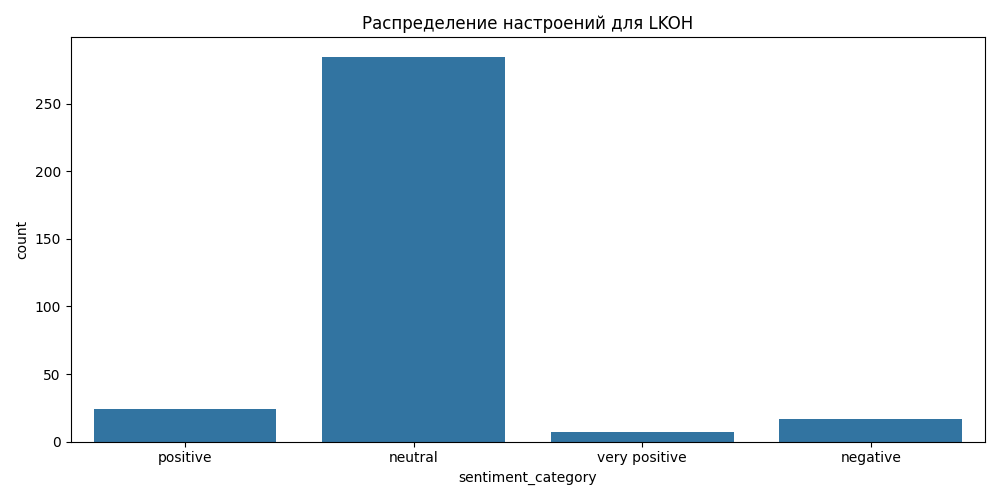 Распределение настроений для LKOH
count
250
200
150
100
50
0
positive
neutral
very positive
negative
sentiment_category